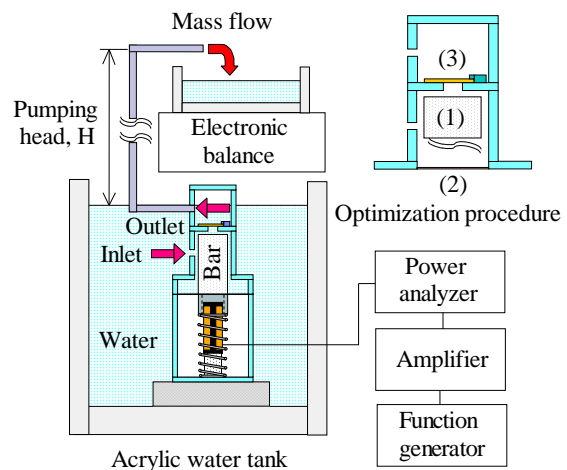 Mass flow
Pumping
head, H
Electronic
balance
(3)
(1)
(2)
Optimization procedure
Outlet
Inlet
Bar
Water
Power
analyzer
Amplifier
Function
generator
Acrylic water tank